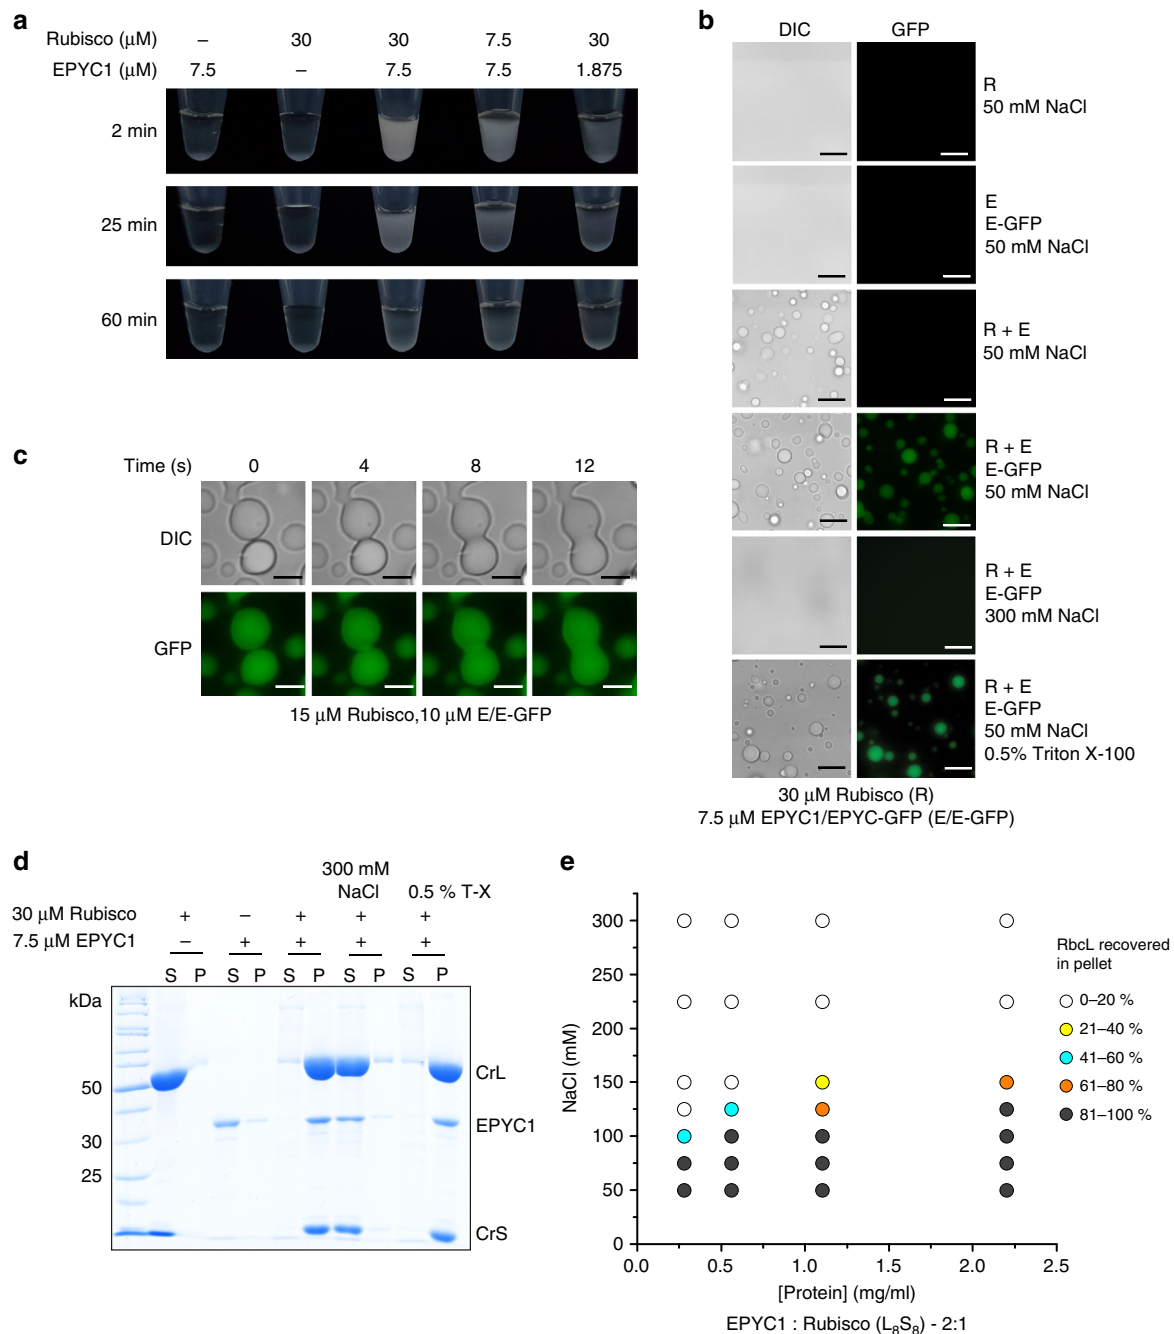 a
Rubisco (μM) – 30 30 7.5 30
EPYC1 (μM) 7.5 – 7.5 7.5 1.875
2 min
25 min
60 min
b
DIC GFP
R
50 mM NaCl
E
E-GFP
50 mM NaCl
R + E
50 mM NaCl
R + E
E-GFP
50 mM NaCl
R + E
E-GFP
300 mM NaCl
R + E
E-GFP
50 mM NaCl
0.5% Triton X-100
30 μM Rubisco (R)
7.5 μM EPYC1/EPYC-GFP (E/E-GFP)
c
Time (s) 0 4 8 12
DIC
GFP
15 μM Rubisco,10 μM E/E-GFP
d
300 mM
NaCl 0.5 % T-X
30 μM Rubisco + – + + +
7.5 μM EPYC1 – + + + +
S P S P S P S P S P
kDa
50
30
25
CrL
EPYC1
CrS
e
NaCl (mM)
300
250
200
150
100
50
0
0.0 0.5 1.0 1.5 2.0 2.5
[Protein] (mg/ml)
EPYC1 : Rubisco (L₈S₈) - 2:1
RbcL recovered
in pellet
0–20 %
21–40 %
41–60 %
61–80 %
81–100 %